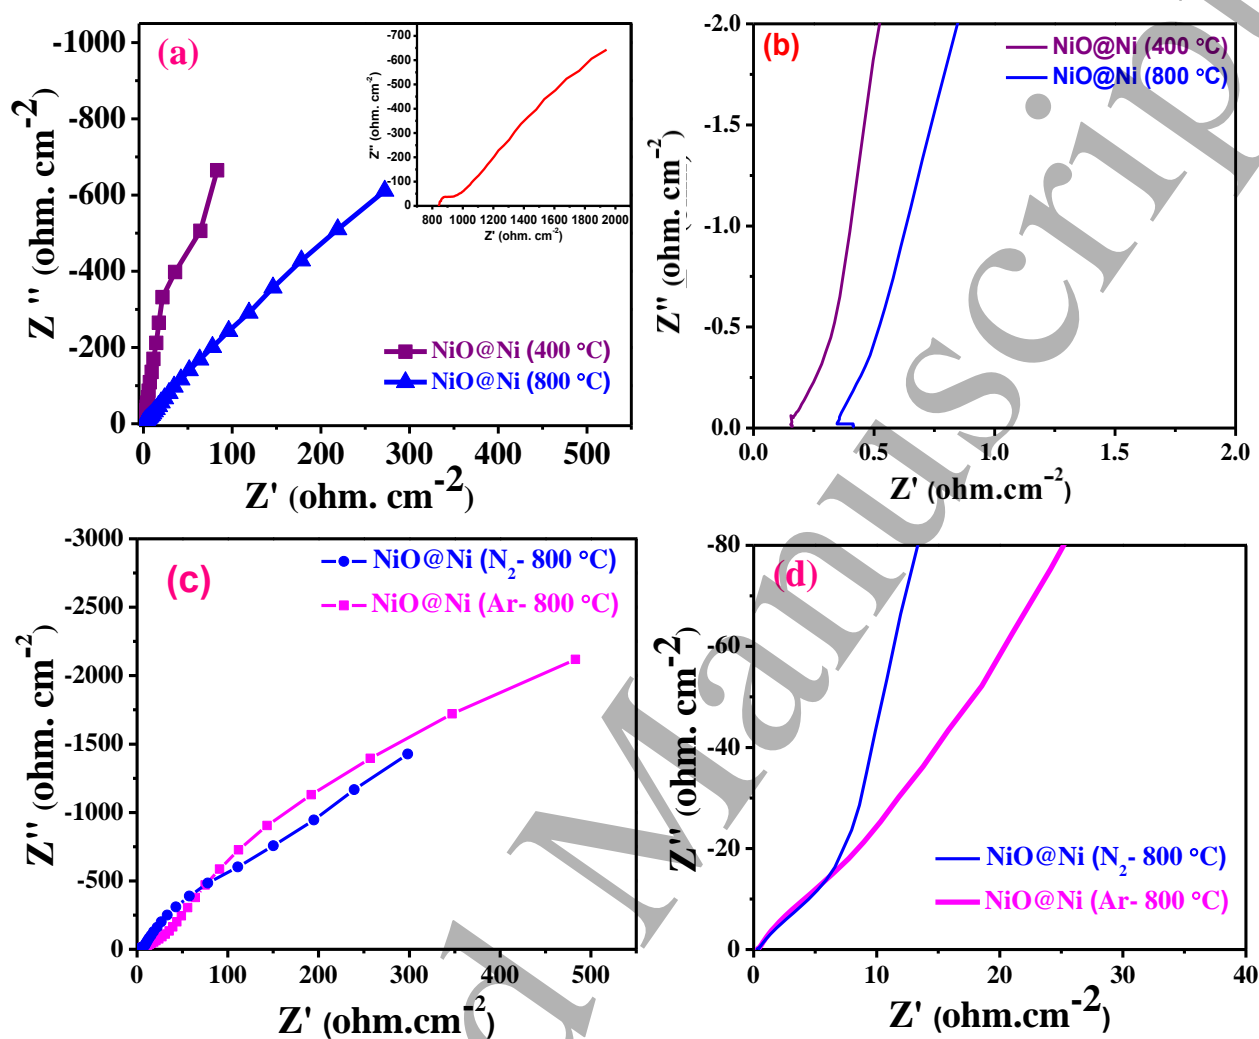 (a)
-1000
-800
-600
-400
-200
0
0 100 200 300 400 500
Z'' (ohm. cm-2)
Z' (ohm. cm-2)
NiO@Ni (400 °C)
NiO@Ni (800 °C)
-700
-600
-500
-400
-300
-200
-100
0
800 1000 1200 1400 1600 1800 2000
Z'' (ohm. cm-2)
Z' (ohm. cm-2)
(b)
-2.0
-1.5
-1.0
-0.5
0.0
0.0 0.5 1.0 1.5 2.0
Z'' (ohm. cm-2)
Z' (ohm.cm-2)
NiO@Ni (400 °C)
NiO@Ni (800 °C)
(c)
-3000
-2500
-2000
-1500
-1000
-500
0
0 100 200 300 400 500
Z'' (ohm. cm-2)
Z' (ohm.cm-2)
NiO@Ni (N2- 800 °C)
NiO@Ni (Ar- 800 °C)
(d)
-80
-60
-40
-20
0
0 10 20 30 40
Z'' (ohm. cm-2)
Z' (ohm.cm-2)
NiO@Ni (N2- 800 °C)
NiO@Ni (Ar- 800 °C)
d Manuscrip